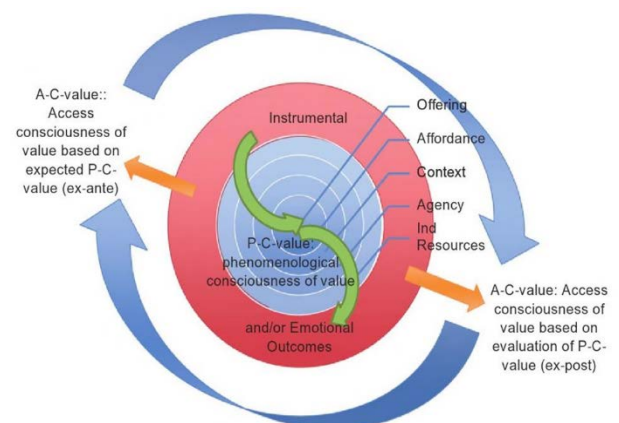 A-C-value::
Access
consciousness of
value based on
expected P-C-
value (ex-ante)
Instrumental
Offering
Affordance
Context
Agency
Ind
Resources
P-C-value:
phenomenological
consciousness of value
and/or Emotional
Outcomes
A-C-value: Access
consciousness of
value based on
evaluation of P-C-
value (ex-post)